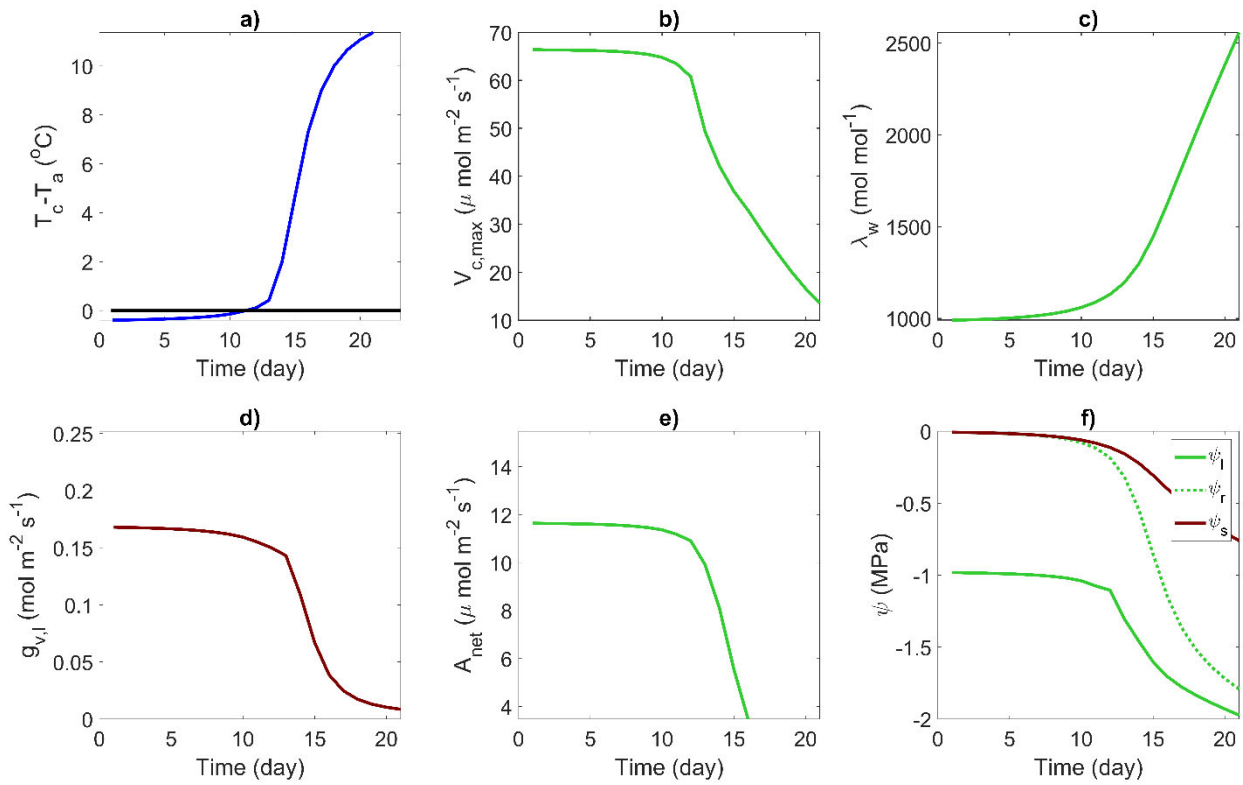 a)
10
8
6
4
2
0
0 5 10 15 20
T_c-T_a (°C)
Time (day)
b)
70
60
50
40
30
20
10
0 5 10 15 20
V_c,max (μ mol m^-2 s^-1)
Time (day)
c)
2500
2000
1500
1000
0 5 10 15 20
λ_w (mol mol^-1)
Time (day)
d)
0.25
0.2
0.15
0.1
0.05
0
0 5 10 15 20
g_v,l (mol m^-2 s^-1)
Time (day)
e)
14
12
10
8
6
4
0 5 10 15 20
A_net (μ mol m^-2 s^-1)
Time (day)
f)
0
-0.5
-1
-1.5
-2
0 5 10 15 20
ψ (MPa)
Time (day)
ψ_l
ψ_r
ψ_s